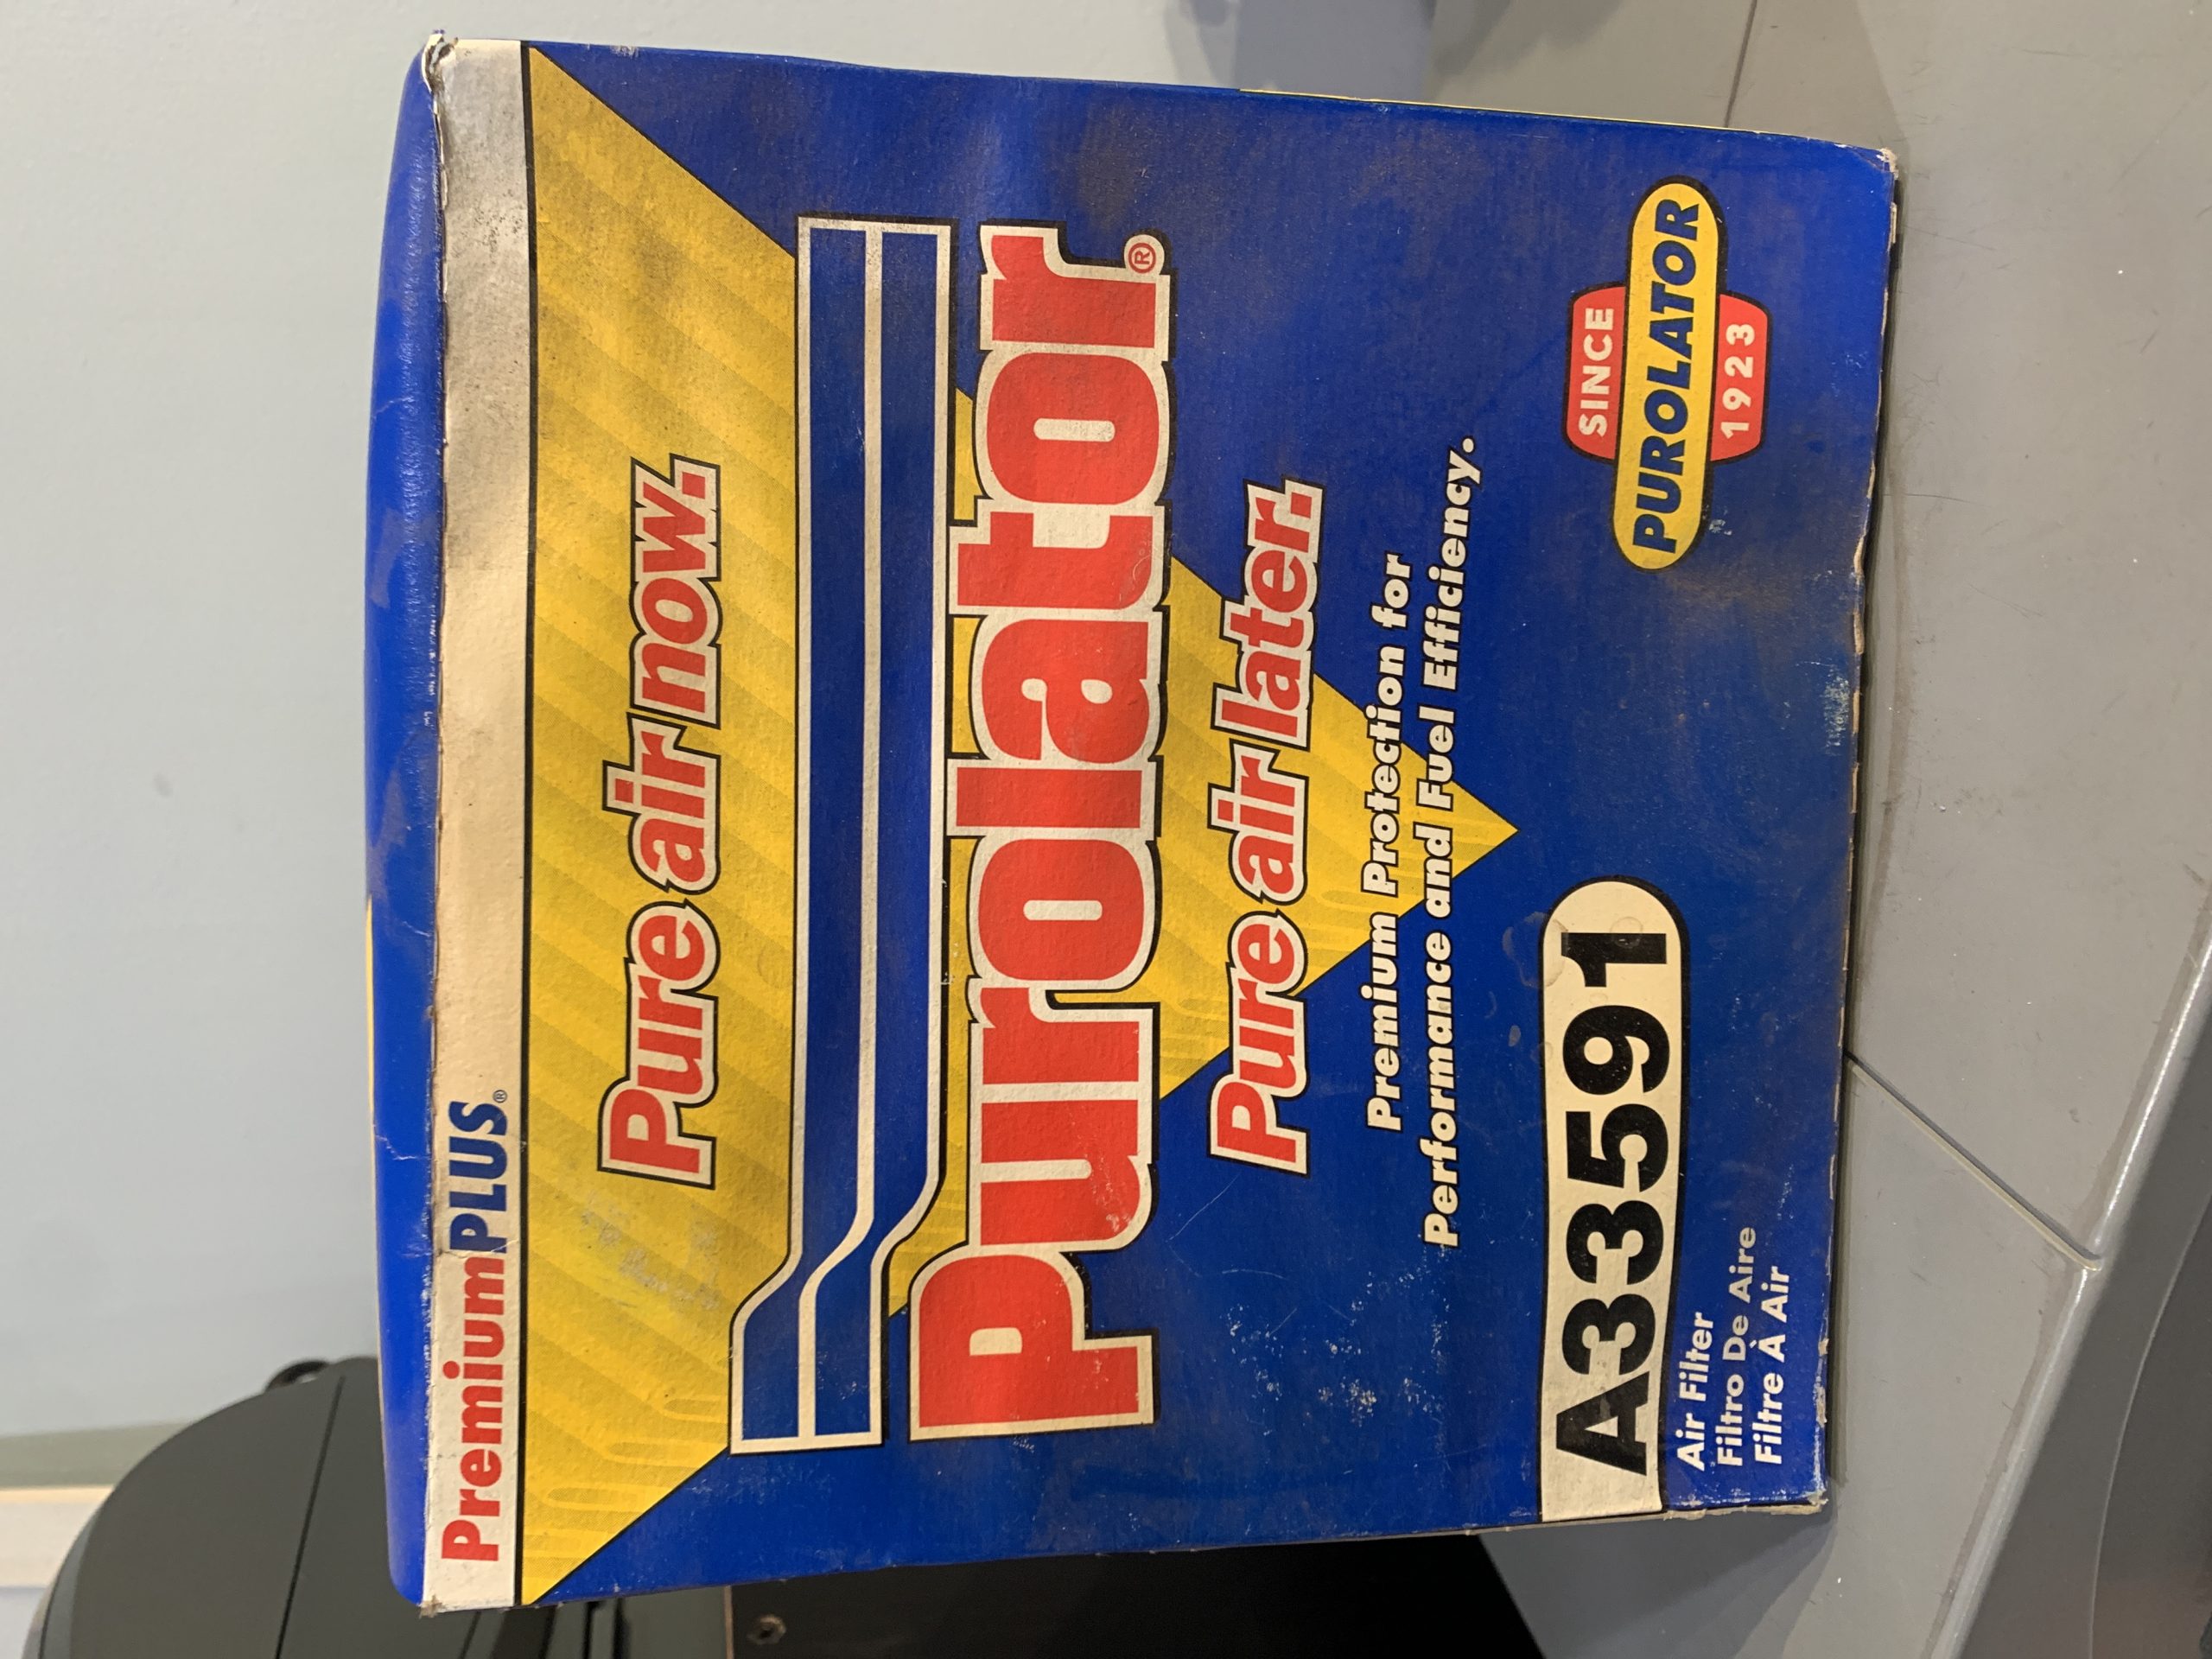 PremiumPLUS®
Pure air now.
Purolator®
Pure air later.
Premium Protection for
Performance and Fuel Efficiency.
A33591
Air Filter
Filtro De Aire
Filtre À Air
SINCE
PUROLATOR
1923